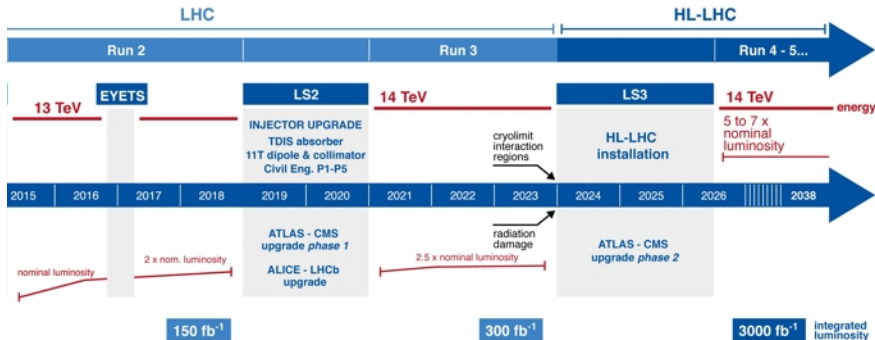 LHC
HL-LHC
Run 2
Run 3
Run 4 - 5...
13 TeV
EYETS
LS2
14 TeV
LS3
14 TeV
energy
INJECTOR UPGRADE
TDIS absorber
11T dipole & collimator
Civil Eng. P1-P5
cryolimit
interaction
regions
HL-LHC
installation
5 to 7 x
nominal
luminosity
2015
2016
2017
2018
2019
2020
2021
2022
2023
2024
2025
2026
2038
radiation
damage
ATLAS - CMS
upgrade phase 1
ALICE - LHCb
upgrade
ATLAS - CMS
upgrade phase 2
nominal luminosity
2 x nom. luminosity
2.5 x nominal luminosity
150 fb⁻¹
300 fb⁻¹
3000 fb⁻¹
integrated
luminosity